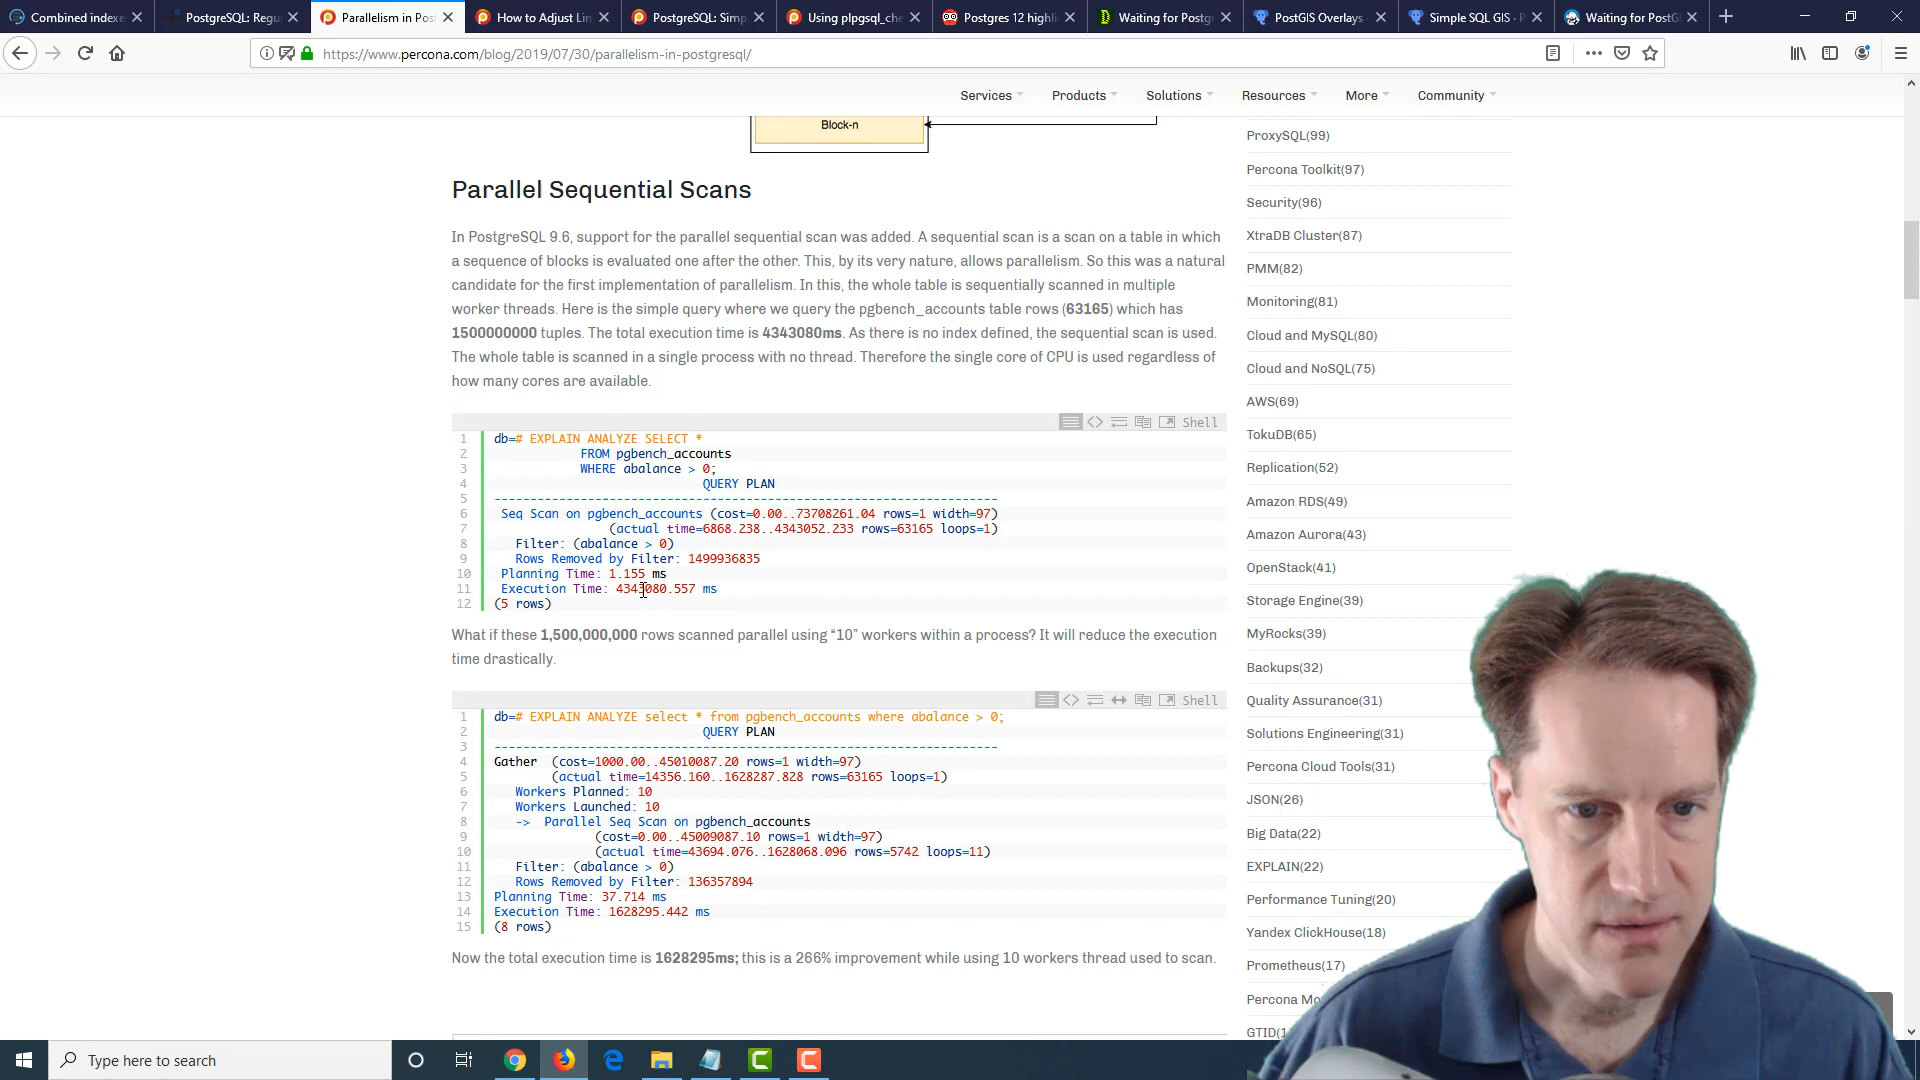 Combined indexe
PostgreSQL: Regu
Parallelism in Pos
How to Adjust Lin
PostgreSQL: Simp
Using plpgsql_che
Postgres 12 highli
Waiting for Postgr
PostGIS Overlays
Simple SQL GIS · P
Waiting for PostG
https://www.percona.com/blog/2019/07/30/parallelism-in-postgresql/
Services
Products
Solutions
Resources
More
Community
Block-n
Parallel Sequential Scans
In PostgreSQL 9.6, support for the parallel sequential scan was added. A sequential scan is a scan on a table in which
a sequence of blocks is evaluated one after the other. This, by its very nature, allows parallelism. So this was a natural
candidate for the first implementation of parallelism. In this, the whole table is sequentially scanned in multiple
worker threads. Here is the simple query where we query the pgbench_accounts table rows (63165) which has
1500000000 tuples. The total execution time is 4343080ms. As there is no index defined, the sequential scan is used.
The whole table is scanned in a single process with no thread. Therefore the single core of CPU is used regardless of
how many cores are available.
Shell
1 db=# EXPLAIN ANALYZE SELECT *
2 FROM pgbench_accounts
3 WHERE abalance > 0;
4 QUERY PLAN
5 ----------------------------------------------------------------------
6 Seq Scan on pgbench_accounts (cost=0.00..73708261.04 rows=1 width=97)
7 (actual time=6868.238..4343052.233 rows=63165 loops=1)
8 Filter: (abalance > 0)
9 Rows Removed by Filter: 1499936835
10 Planning Time: 1.155 ms
11 Execution Time: 4343080.557 ms
12 (5 rows)
What if these 1,500,000,000 rows scanned parallel using “10” workers within a process? It will reduce the execution
time drastically.
Shell
1 db=# EXPLAIN ANALYZE select * from pgbench_accounts where abalance > 0;
2 QUERY PLAN
3 ----------------------------------------------------------------------
4 Gather (cost=1000.00..45010087.20 rows=1 width=97)
5 (actual time=14356.160..1628287.828 rows=63165 loops=1)
6 Workers Planned: 10
7 Workers Launched: 10
8 -> Parallel Seq Scan on pgbench_accounts
9 (cost=0.00..45009087.10 rows=1 width=97)
10 (actual time=43694.076..1628068.096 rows=5742 loops=11)
11 Filter: (abalance > 0)
12 Rows Removed by Filter: 136357894
13 Planning Time: 37.714 ms
14 Execution Time: 1628295.442 ms
15 (8 rows)
Now the total execution time is 1628295ms; this is a 266% improvement while using 10 workers thread used to scan.
ProxySQL(99)
Percona Toolkit(97)
Security(96)
XtraDB Cluster(87)
PMM(82)
Monitoring(81)
Cloud and MySQL(80)
Cloud and NoSQL(75)
AWS(69)
TokuDB(65)
Replication(52)
Amazon RDS(49)
Amazon Aurora(43)
OpenStack(41)
Storage Engine(39)
MyRocks(39)
Backups(32)
Quality Assurance(31)
Solutions Engineering(31)
Percona Cloud Tools(31)
JSON(26)
Big Data(22)
EXPLAIN(22)
Performance Tuning(20)
Yandex ClickHouse(18)
Prometheus(17)
Percona Mo
GTID(1
Type here to search